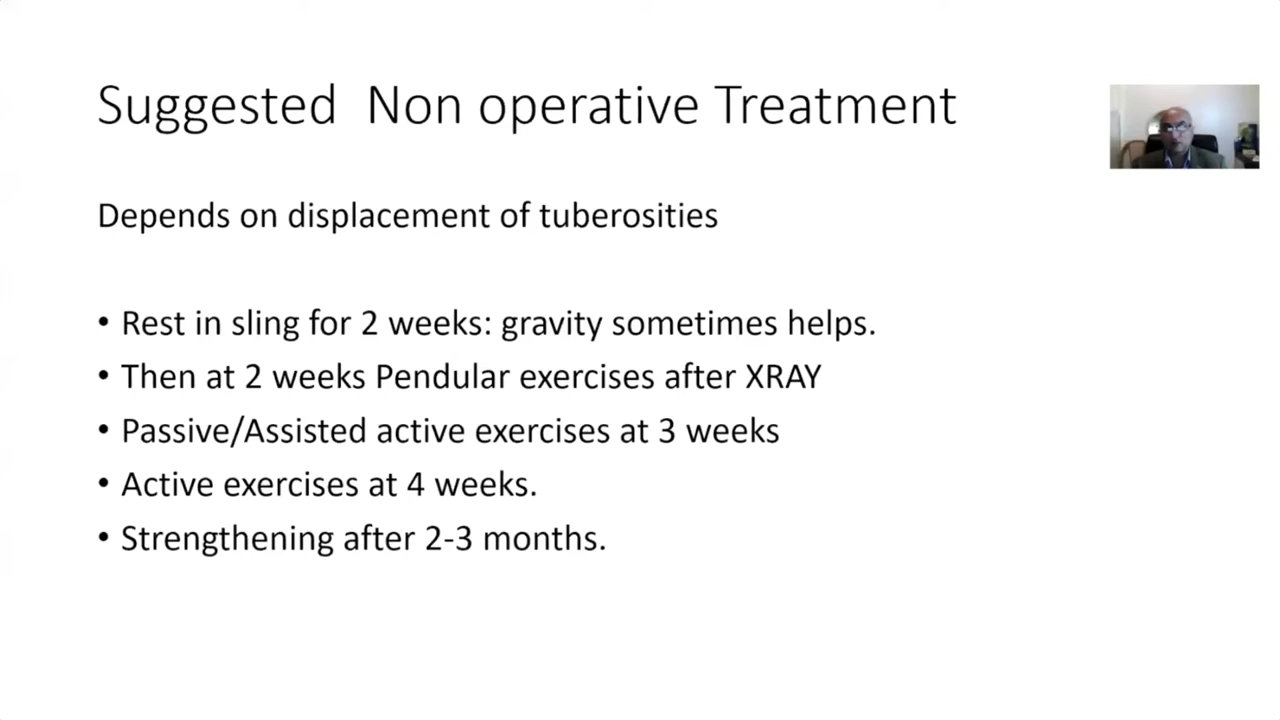 Suggested  Non operative Treatment
Depends on displacement of tuberosities
• Rest in sling for 2 weeks: gravity sometimes helps.
• Then at 2 weeks Pendular exercises after XRAY
• Passive/Assisted active exercises at 3 weeks
• Active exercises at 4 weeks.
• Strengthening after 2-3 months.